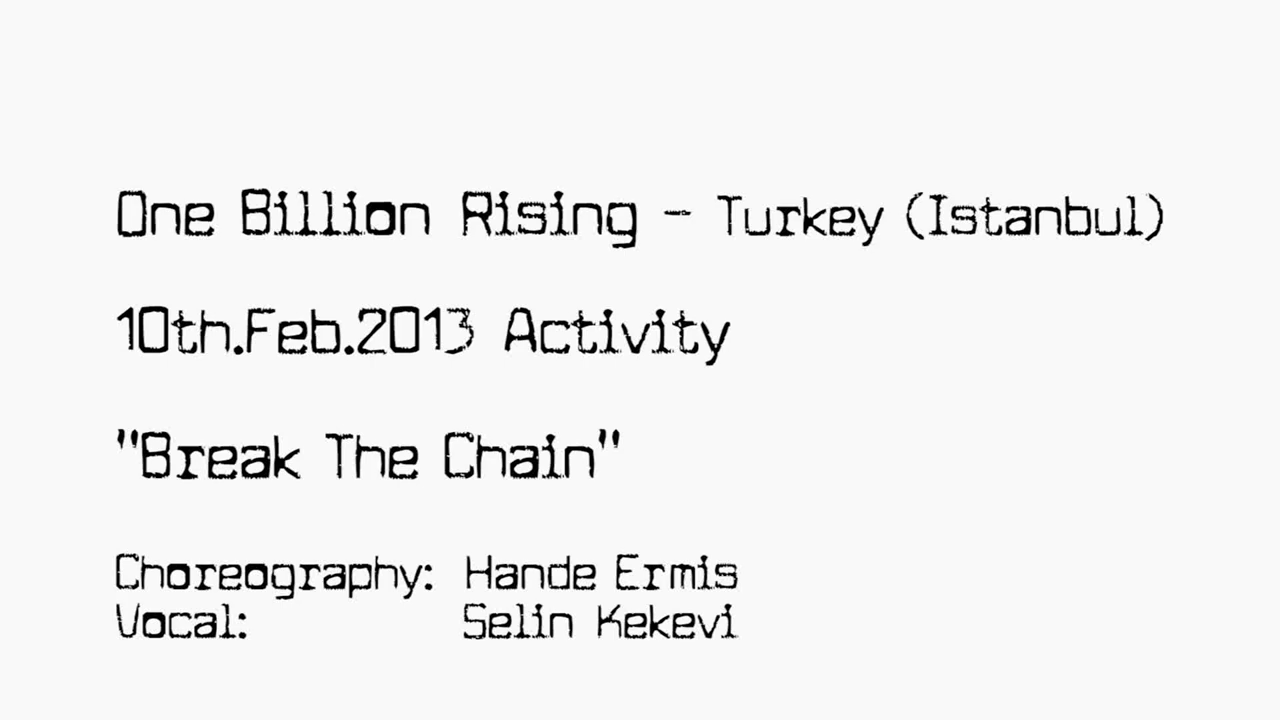 One Billion Rising - Turkey (Istanbul)
10th.Feb.2013 Activity
"Break The Chain"
Choreography: Hande Ermis
Vocal: Selin Kekevi